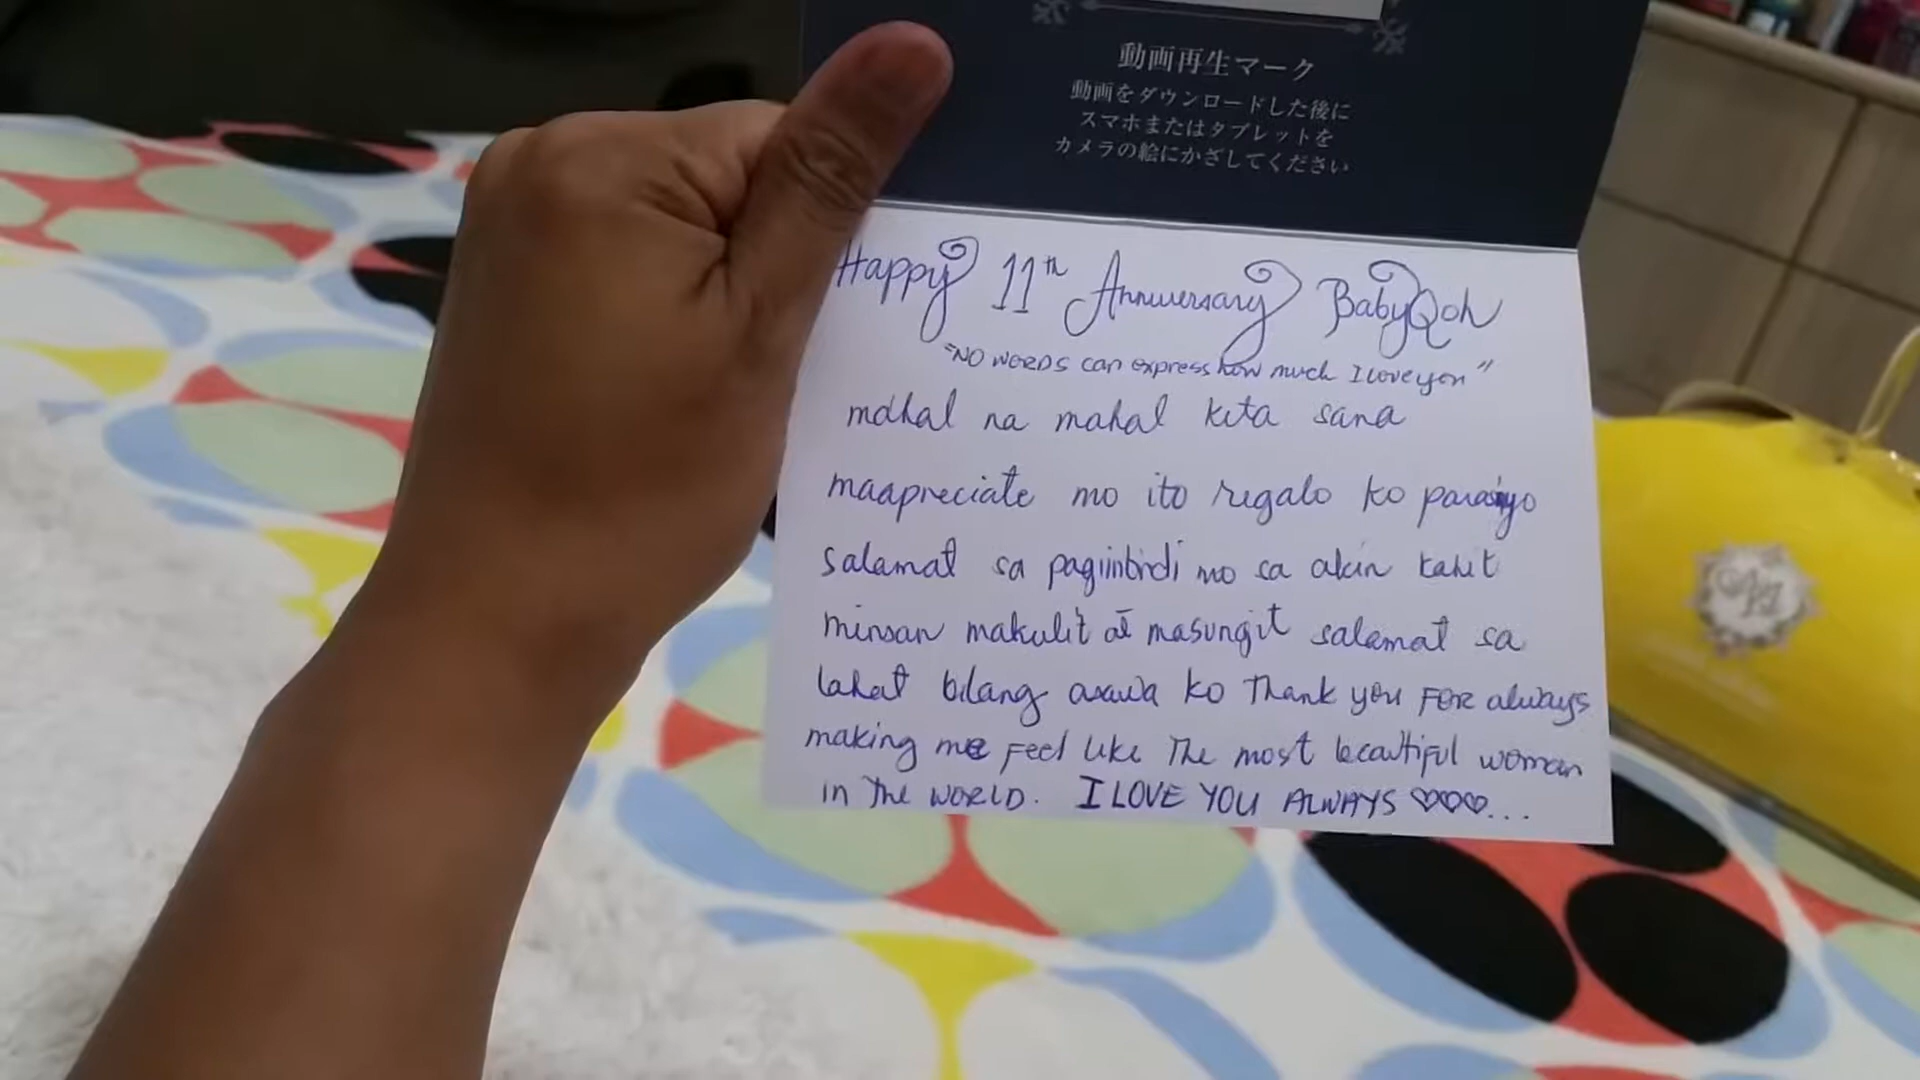 動画再生マーク
動画をダウンロードした後に
スマホまたはタブレットを
カメラの絵にかざしてください
Happy 11th Anniversary BabyQoh
"NO WORDS can express how much I love you"
mahal na mahal kita sana
maapreciate mo ito regalo ko para iyo
salamat sa pagiintindi mo sa akin kahit
minsan makulit at masungit salamat sa
lahat bilang asawa ko Thank you FOR always
making me feel like The most beautiful woman
in The WORLD. I LOVE YOU ALWAYS ♡♡♡...